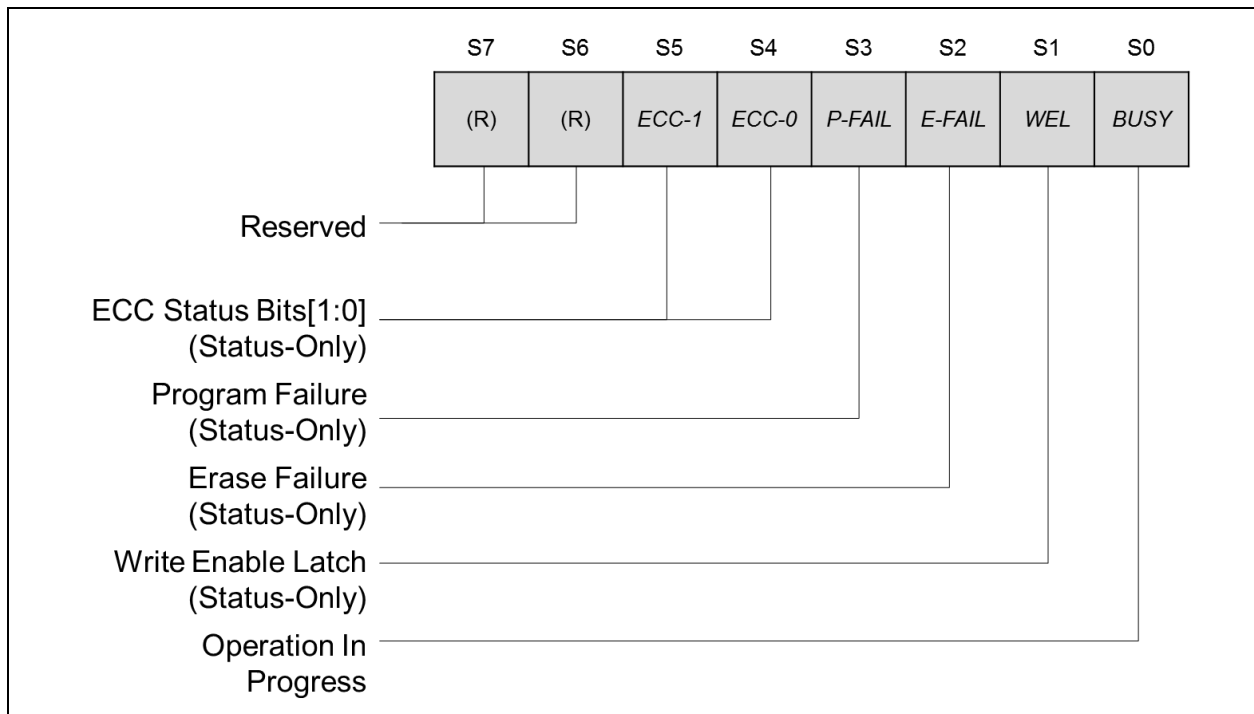 S7 S6 S5 S4 S3 S2 S1 S0
(R) (R) ECC-1 ECC-0 P-FAIL E-FAIL WEL BUSY
Reserved
ECC Status Bits[1:0]
(Status-Only)
Program Failure
(Status-Only)
Erase Failure
(Status-Only)
Write Enable Latch
(Status-Only)
Operation In
Progress